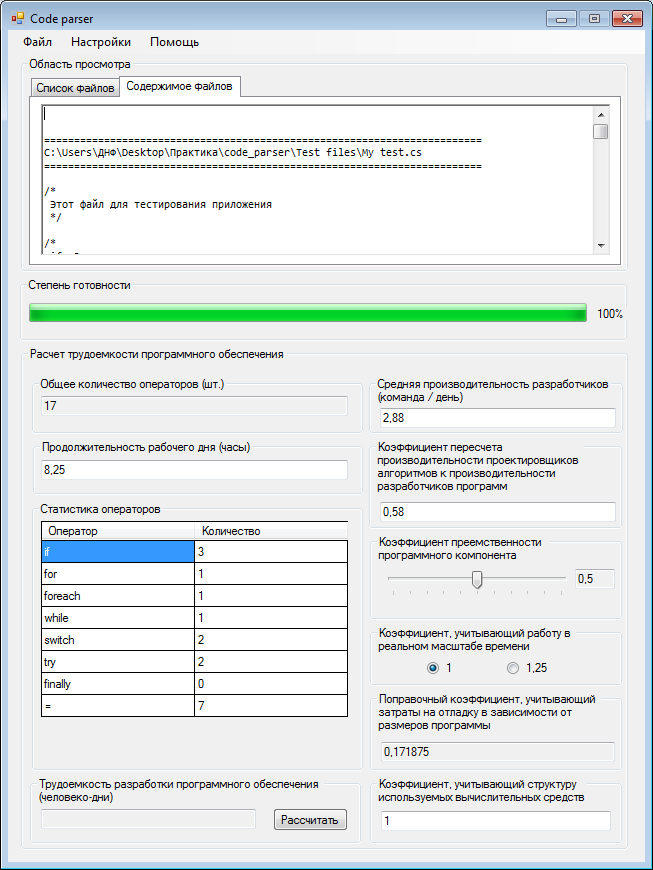 Code parser
Файл Настройки Помощь
Область просмотра
Список файлов Содержимое файлов
=========================================================================
C:\Users\ДНФ\Desktop\Практика\code_parser\Test files\My test.cs
=========================================================================
/*
Этот файл для тестирования приложения
*/
/*
Степень готовности
100%
Расчет трудоемкости программного обеспечения
Общее количество операторов (шт.)
17
Продолжительность рабочего дня (часы)
8,25
Статистика операторов
Оператор Количество
if 3
for 1
foreach 1
while 1
switch 2
try 2
finally 0
= 7
Трудоемкость разработки программного обеспечения
(человеко-дни)
Рассчитать
Средняя производительность разработчиков
(команда / день)
2,88
Коэффициент пересчета
производительности проектировщиков
алгоритмов к производительности
разработчиков программ
0,58
Коэффициент преемственности
программного компонента
0,5
Коэффициент, учитывающий работу в
реальном масштабе времени
1 1,25
Поправочный коэффициент, учитывающий
затраты на отладку в зависимости от
размеров программы
0,171875
Коэффициент, учитывающий структуру
используемых вычислительных средств
1